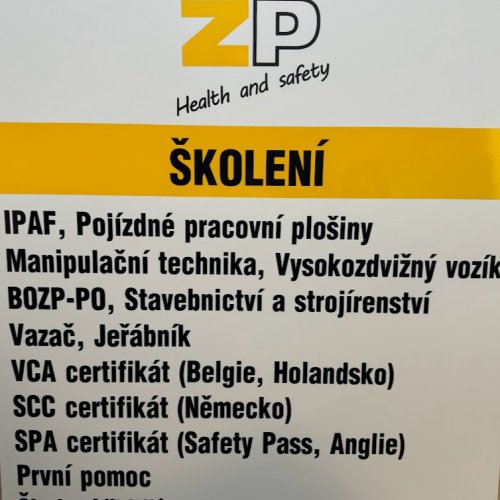 ZP
Health and safety
ŠKOLENÍ
IPAF, Pojízdné pracovní plošiny
Manipulační technika, Vysokozdvižný vozík
BOZP-PO, Stavebnictví a strojírenství
Vazač, Jeřábník
VCA certifikát (Belgie, Holandsko)
SCC certifikát (Německo)
SPA certifikát (Safety Pass, Anglie)
První pomoc